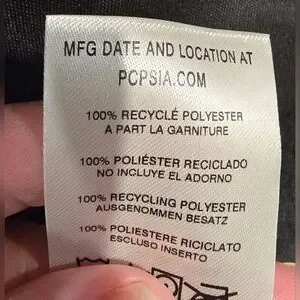 MFG DATE AND LOCATION AT
PCPSIA.COM
100% RECYCLÉ POLYESTER
A PART LA GARNITURE
100% POLIÉSTER RECICLADO
NO INCLUYE EL ADORNO
100% RECYCLING POLYESTER
AUSGENOMMEN BESATZ
100% POLIESTERE RICICLATO
ESCLUSO INSERTO